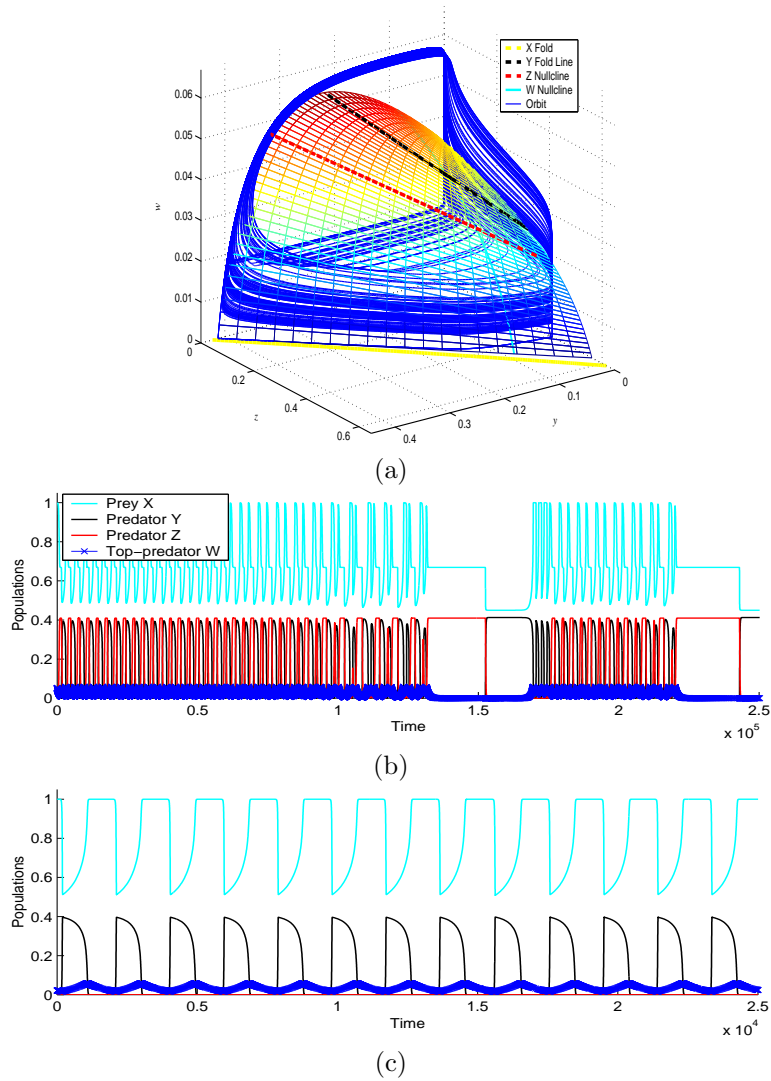 X Fold
Y Fold Line
Z Nullcline
W Nullcline
Orbit
0.06
0.05
0.04
0.03
0.02
0.01
0
w
0
0.2
0.4
0.6
z
0.4
0.3
0.2
0.1
0
y
(a)
Prey X
Predator Y
Predator Z
Top−predator W
1
0.8
0.6
0.4
0.2
0
Populations
0 0.5 1 1.5 2 2.5
Time
x 10^5
(b)
1
0.8
0.6
0.4
0.2
0
Populations
0 0.5 1 1.5 2 2.5
Time
x 10^4
(c)